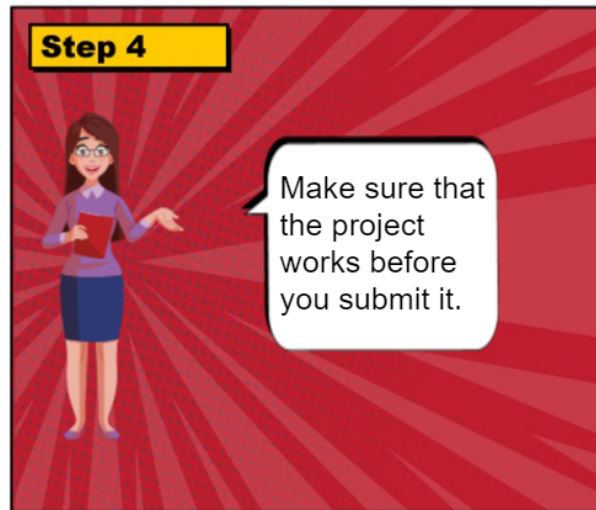 Step 4
Make sure that
the project
works before
you submit it.